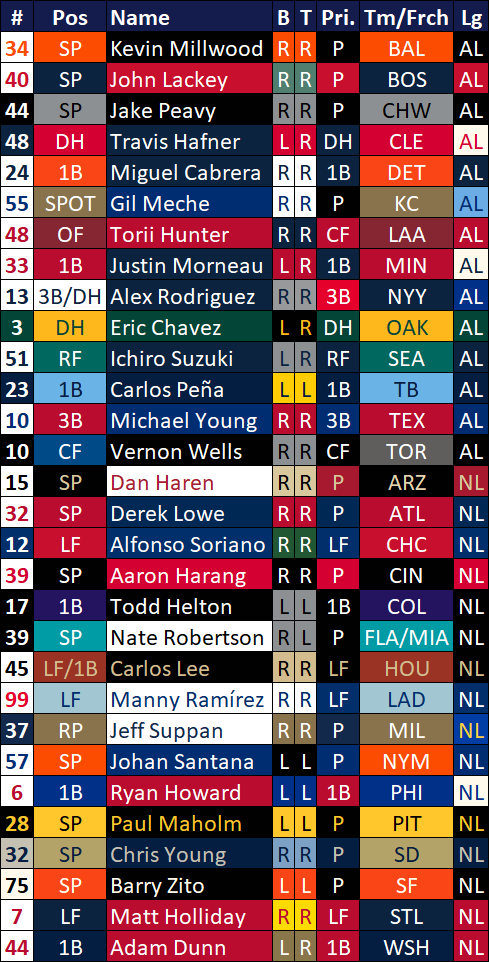 # Pos Name B T Pri. Tm/Frch Lg
34 SP Kevin Millwood R R P BAL AL
40 SP John Lackey R R P BOS AL
44 SP Jake Peavy R R P CHW AL
48 DH Travis Hafner L R DH CLE AL
24 1B Miguel Cabrera R R 1B DET AL
55 SPOT Gil Meche R R P KC AL
48 OF Torii Hunter R R CF LAA AL
33 1B Justin Morneau L R 1B MIN AL
13 3B/DH Alex Rodriguez R R 3B NYY AL
3 DH Eric Chavez L R DH OAK AL
51 RF Ichiro Suzuki L R RF SEA AL
23 1B Carlos Peña L L 1B TB AL
10 3B Michael Young R R 3B TEX AL
10 CF Vernon Wells R R CF TOR AL
15 SP Dan Haren R R P ARZ NL
32 SP Derek Lowe R R P ATL NL
12 LF Alfonso Soriano R R LF CHC NL
39 SP Aaron Harang R R P CIN NL
17 1B Todd Helton L L 1B COL NL
39 SP Nate Robertson R L P FLA/MIA NL
45 LF/1B Carlos Lee R R LF HOU NL
99 LF Manny Ramírez R R LF LAD NL
37 RP Jeff Suppan R R P MIL NL
57 SP Johan Santana L L P NYM NL
6 1B Ryan Howard L L 1B PHI NL
28 SP Paul Maholm L L P PIT NL
32 SP Chris Young R R P SD NL
75 SP Barry Zito L L P SF NL
7 LF Matt Holliday R R LF STL NL
44 1B Adam Dunn L R 1B WSH NL